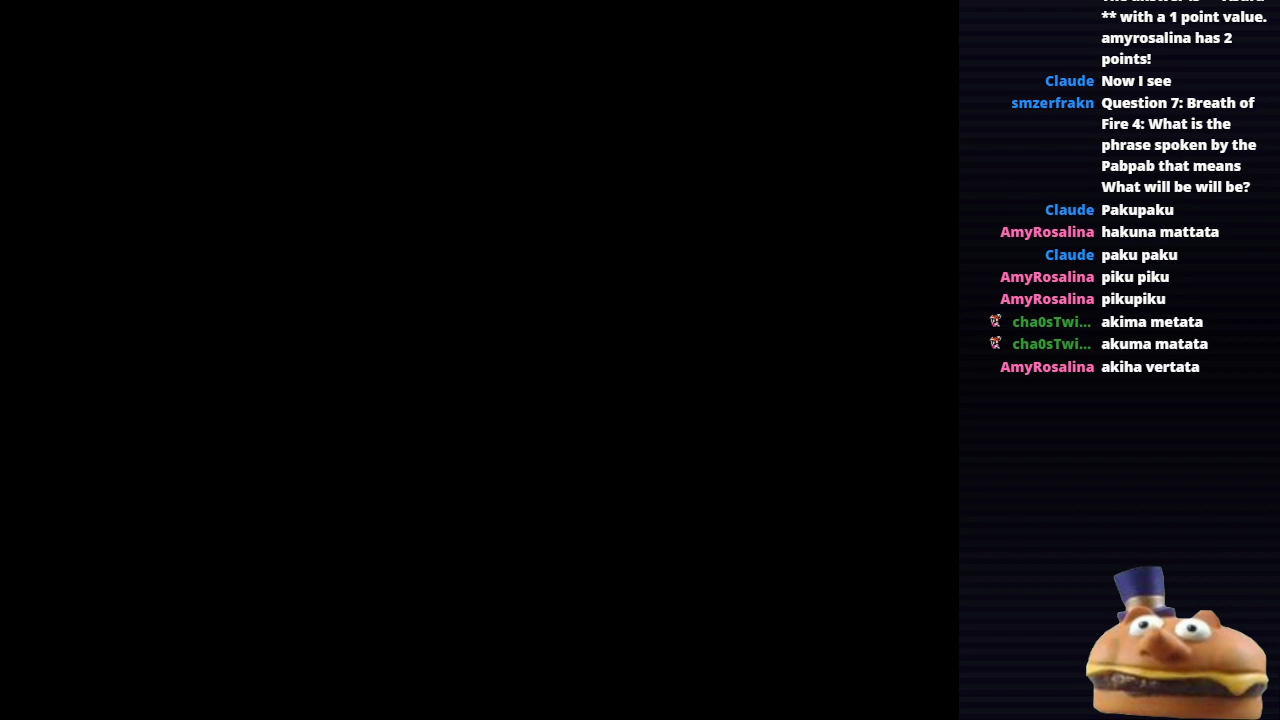 ** with a 1 point value.
amyrosalina has 2
points!
Claude Now I see
smzerfrakn Question 7: Breath of
Fire 4: What is the
phrase spoken by the
Pabpab that means
What will be will be?
Claude Pakupaku
AmyRosalina hakuna mattata
Claude paku paku
AmyRosalina piku piku
AmyRosalina pikupiku
cha0sTwi... akima metata
cha0sTwi... akuma matata
AmyRosalina akiha vertata